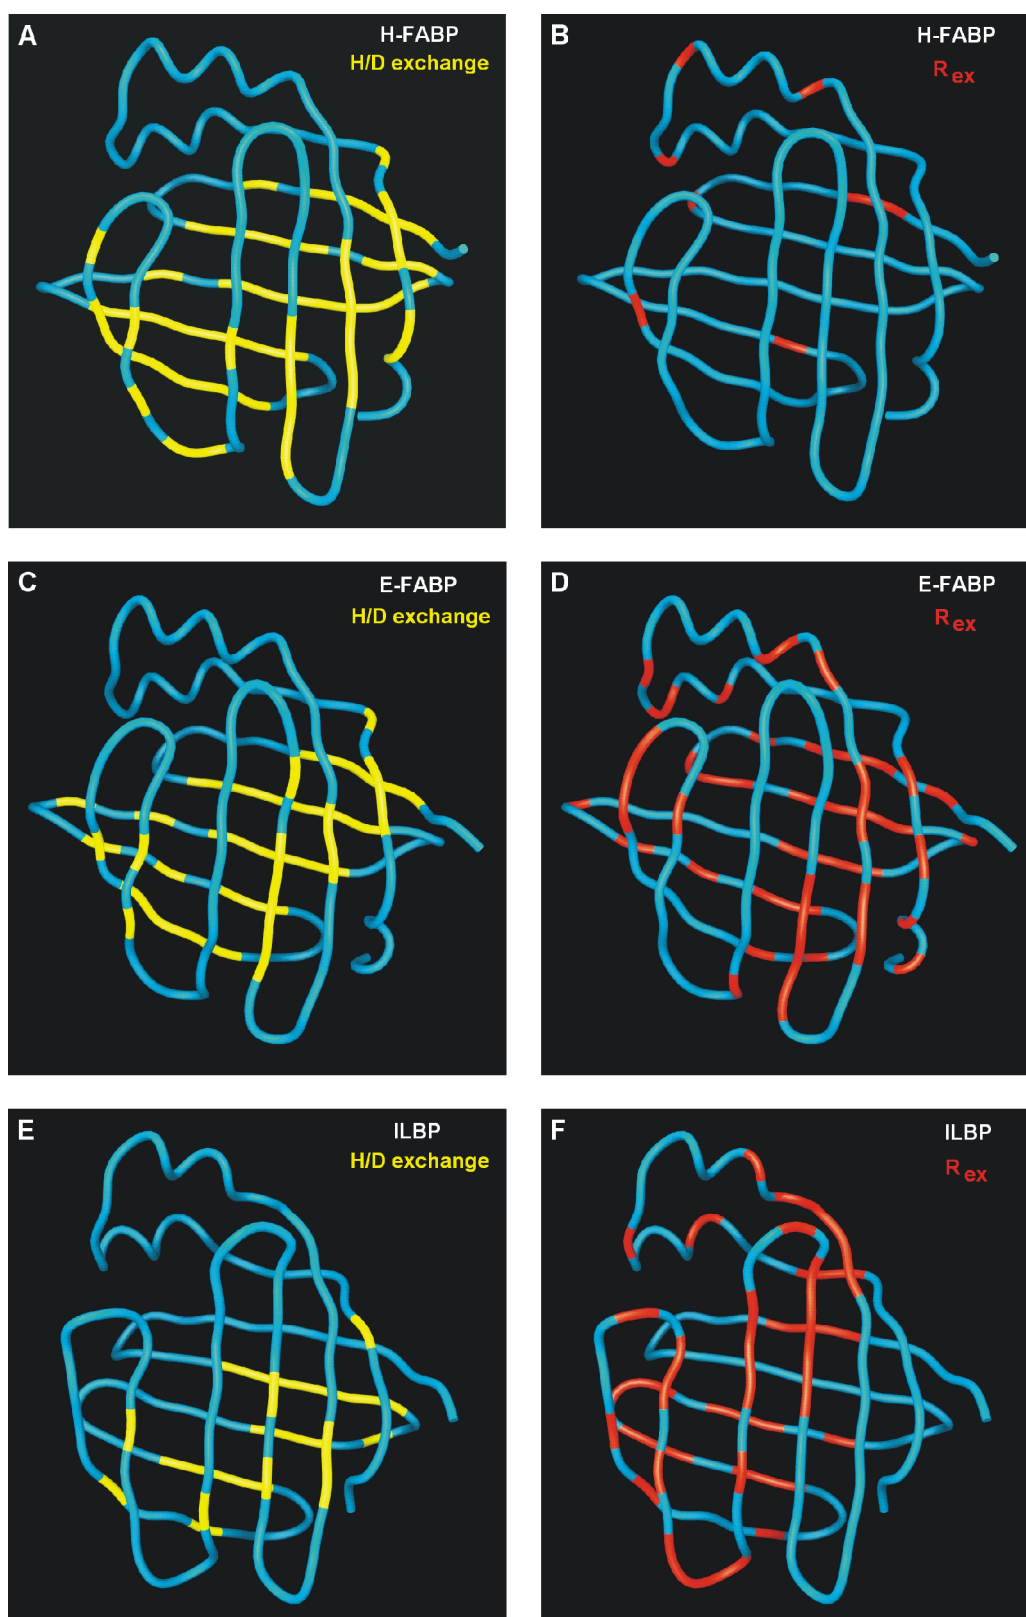 A
H-FABP
H/D exchange
B
H-FABP
Rex
C
E-FABP
H/D exchange
D
E-FABP
Rex
E
ILBP
H/D exchange
F
ILBP
Rex